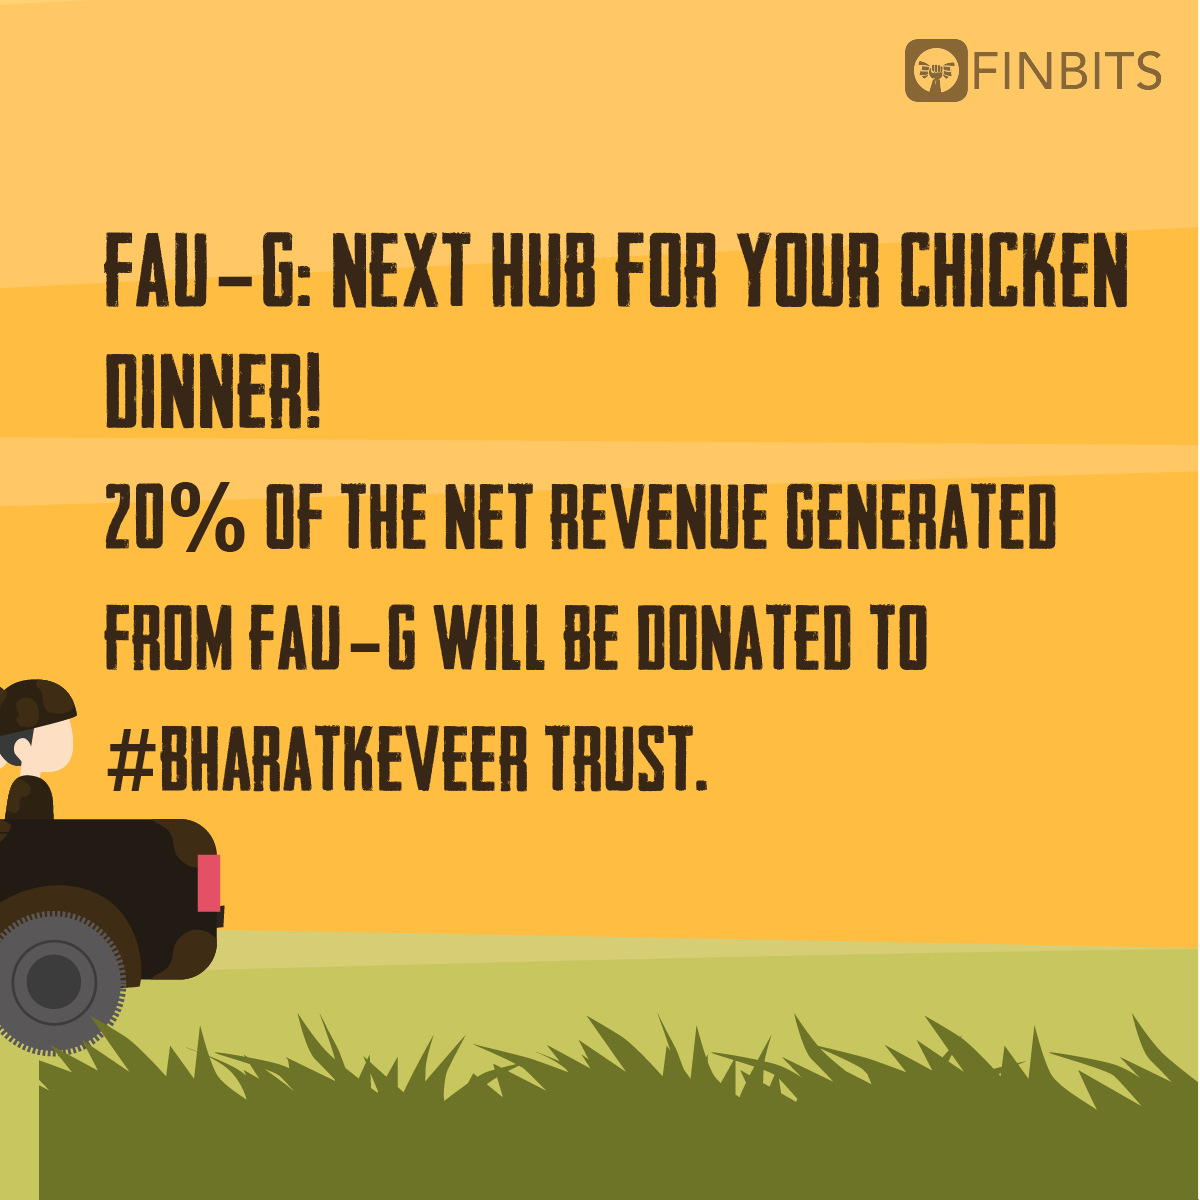 FINBITS
FAU-G: NEXT HUB FOR YOUR CHICKEN
DINNER!
20% OF THE NET REVENUE GENERATED
FROM FAU-G WILL BE DONATED TO
#BHARATKEVEER TRUST.